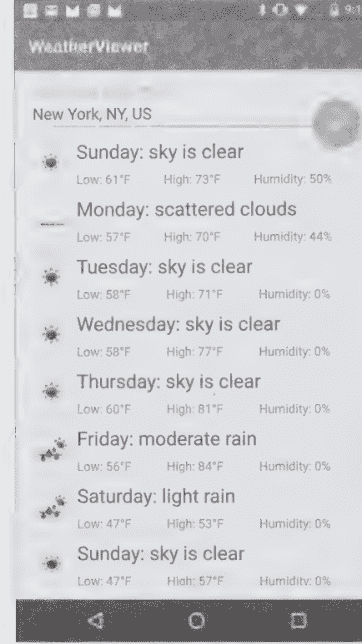 WeatherViewer
New York, NY, US
Sunday: sky is clear
Low: 61°F High: 73°F Humidity: 50%
Monday: scattered clouds
Low: 57°F High: 70°F Humidity: 44%
Tuesday: sky is clear
Low: 58°F High: 71°F Humidity: 0%
Wednesday: sky is clear
Low: 58°F High: 77°F Humidity: 0%
Thursday: sky is clear
Low: 60°F High: 81°F Humidity: 0%
Friday: moderate rain
Low: 56°F High: 84°F Humidity: 0%
Saturday: light rain
Low: 47°F High: 53°F Humidity: 0%
Sunday: sky is clear
Low: 47°F High: 57°F Humidity: 0%